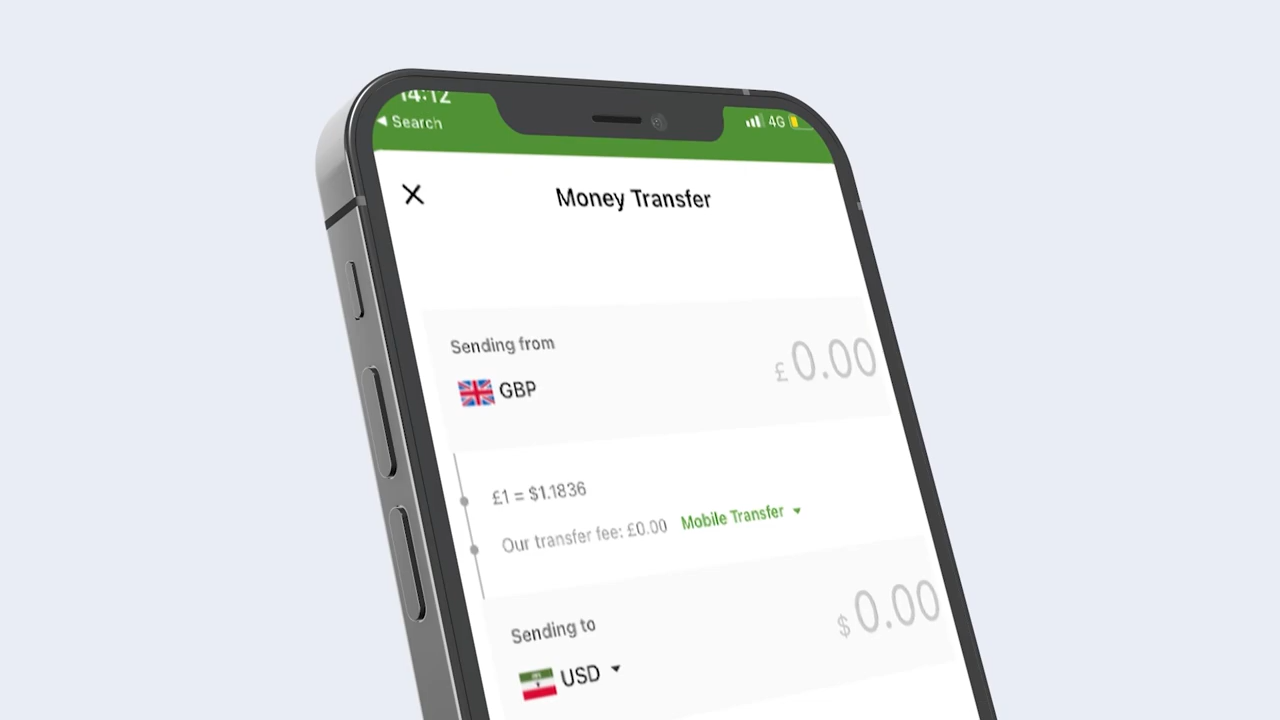 14:12
Search
4G
Money Transfer
Sending from
£0.00
GBP
£1 = $1.1836
Our transfer fee: £0.00 Mobile Transfer
Sending to
$0.00
USD